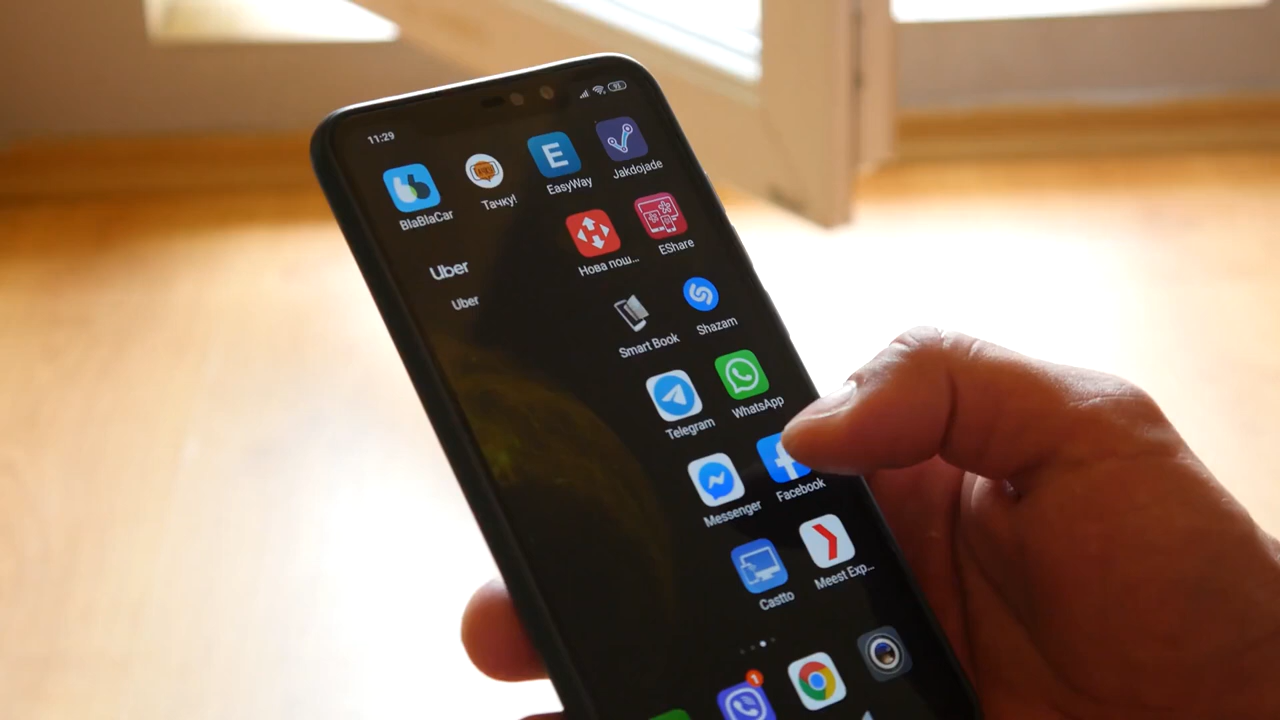 11:29
93
BlaBlaCar
Тачку!
E
EasyWay
Jakdojade
Uber
Uber
Нова пош...
EShare
Smart Book
Shazam
Telegram
WhatsApp
Messenger
Facebook
Castto
Meest Exp...
1